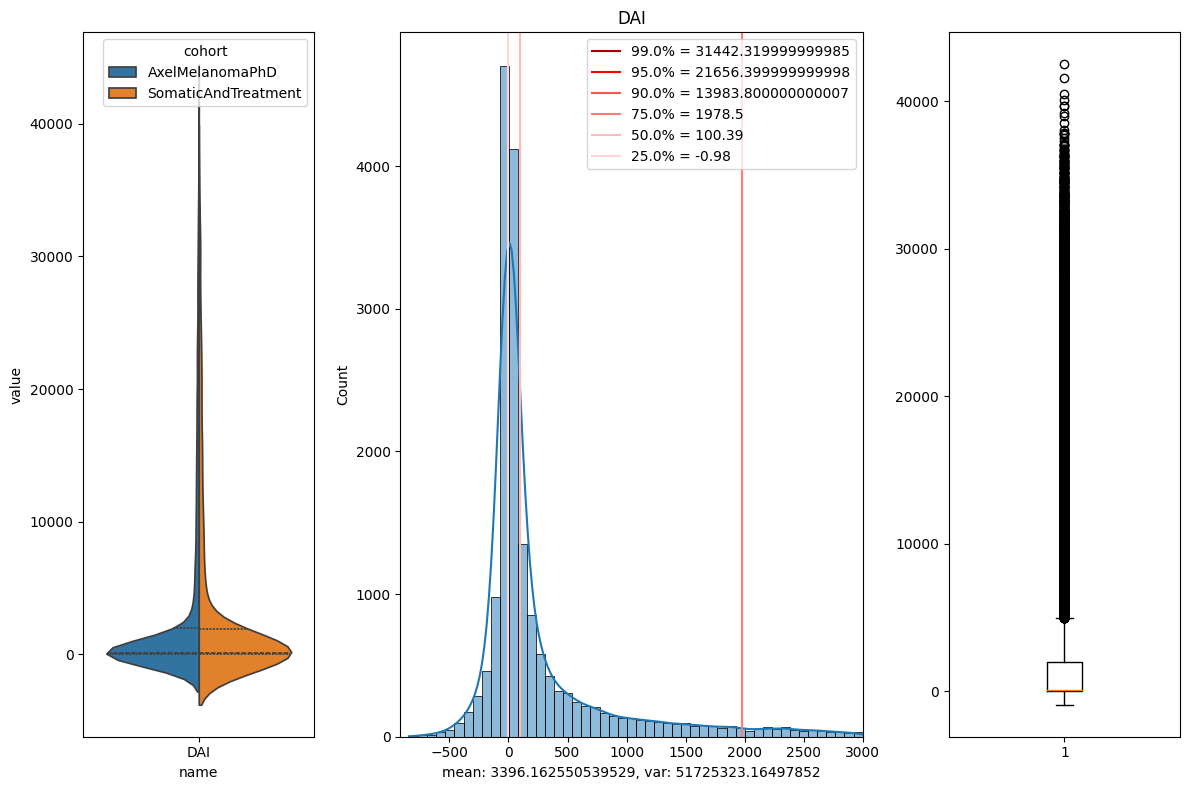 DAI
cohort
AxelMelanomaPhD
SomaticAndTreatment
value
40000
30000
20000
10000
0
DAI
name
99.0% = 31442.319999999985
95.0% = 21656.399999999998
90.0% = 13983.800000000007
75.0% = 1978.5
50.0% = 100.39
25.0% = -0.98
Count
4000
3000
2000
1000
0
−500 0 500 1000 1500 2000 2500 3000
mean: 3396.162550539529, var: 51725323.16497852
40000
30000
20000
10000
0
1